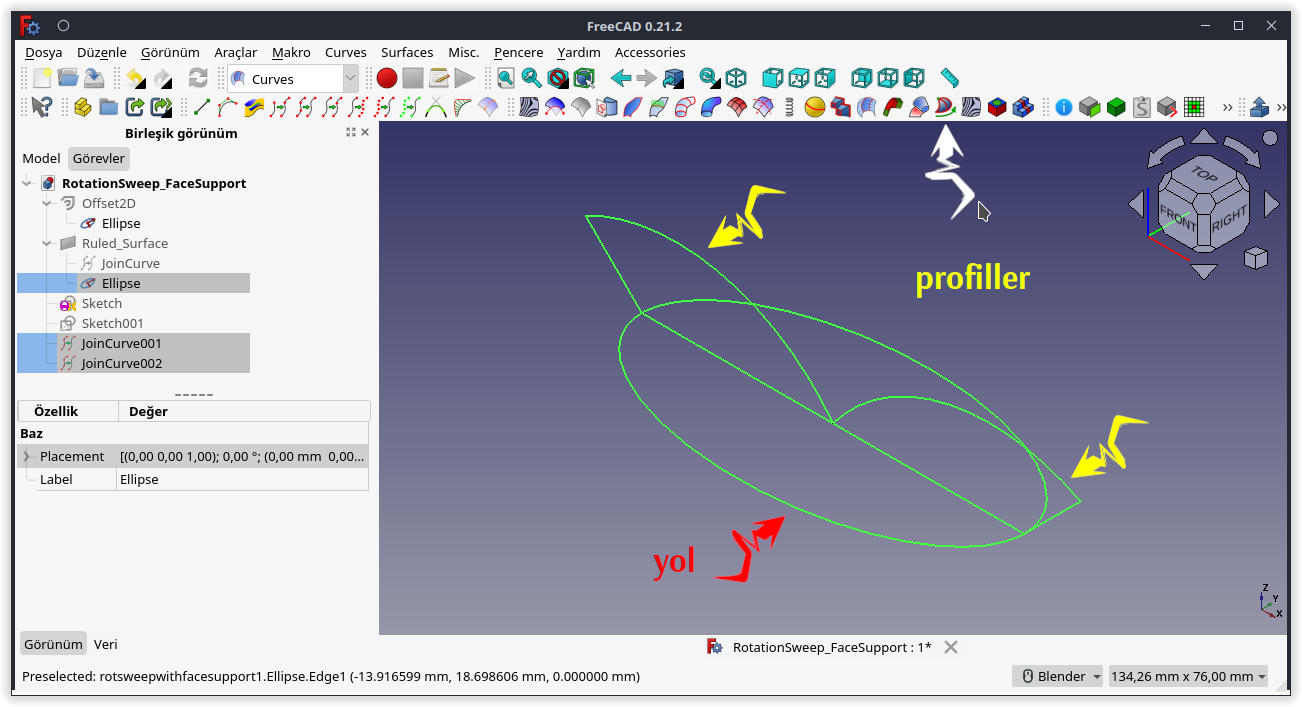 FreeCAD 0.21.2
Dosya Düzenle Görünüm Araçlar Makro Curves Surfaces Misc. Pencere Yardım Accessories
Curves
Birleşik görünüm
Model Görevler
RotationSweep_FaceSupport
Offset2D
Ellipse
Ruled_Surface
JoinCurve
Ellipse
Sketch
Sketch001
JoinCurve001
JoinCurve002
Özellik Değer
Baz
Placement [(0,00 0,00 1,00); 0,00 °; (0,00 mm 0,00...
Label Ellipse
Görünüm Veri
TOP
FRONT
RIGHT
profiller
yol
Z
Y
X
RotationSweep_FaceSupport : 1*
Preselected: rotsweepwithfacesupport1.Ellipse.Edge1 (-13.916599 mm, 18.698606 mm, 0.000000 mm)
Blender
134,26 mm x 76,00 mm